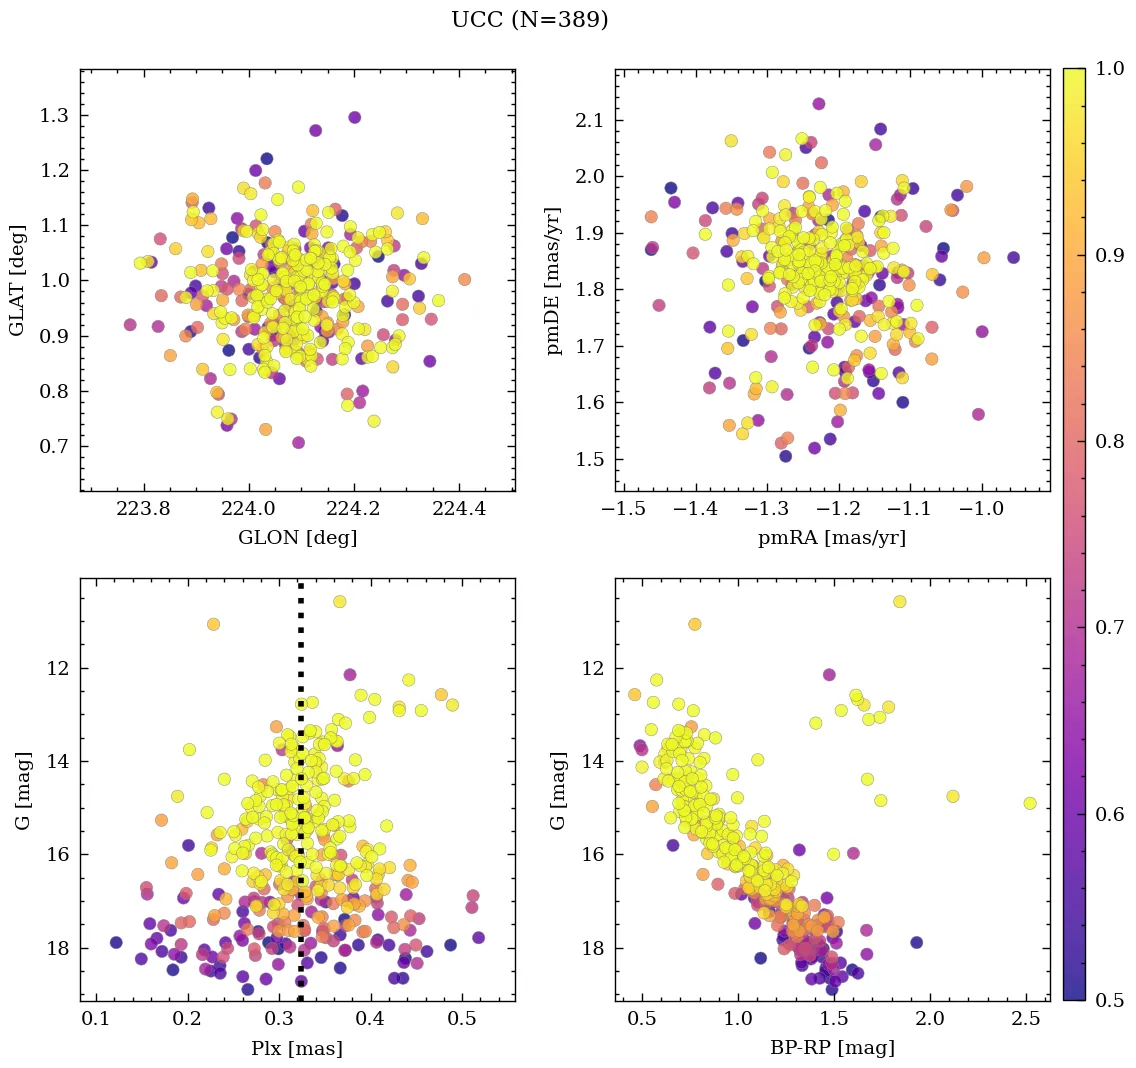 UCC (N=389)
1.3
1.2
1.1
1.0
0.9
0.8
0.7
GLAT [deg]
223.8 224.0 224.2 224.4
GLON [deg]
2.1
2.0
1.9
1.8
1.7
1.6
1.5
pmDE [mas/yr]
−1.5 −1.4 −1.3 −1.2 −1.1 −1.0
pmRA [mas/yr]
12
14
16
18
G [mag]
0.1 0.2 0.3 0.4 0.5
Plx [mas]
12
14
16
18
G [mag]
0.5 1.0 1.5 2.0 2.5
BP-RP [mag]
1.0
0.9
0.8
0.7
0.6
0.5